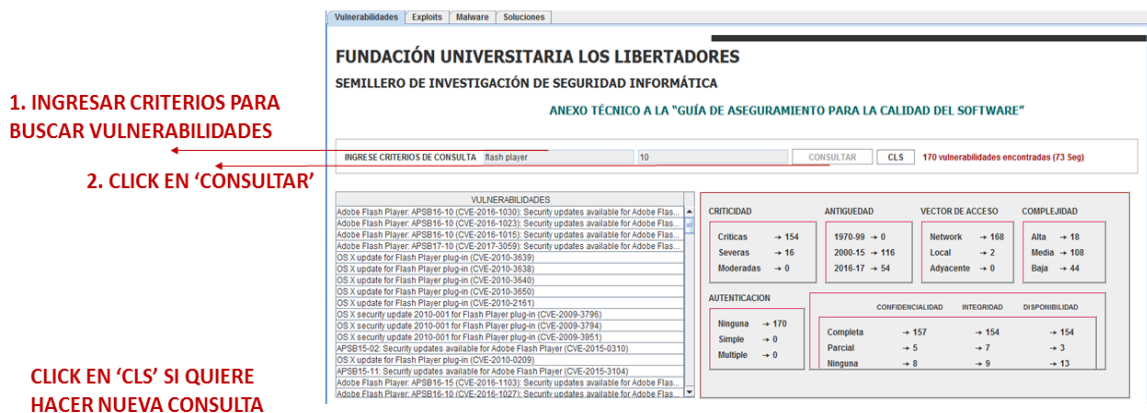 Vulnerabilidades Exploits Malware Soluciones
FUNDACIÓN UNIVERSITARIA LOS LIBERTADORES
SEMILLERO DE INVESTIGACIÓN DE SEGURIDAD INFORMÁTICA
ANEXO TÉCNICO A LA "GUÍA DE ASEGURAMIENTO PARA LA CALIDAD DEL SOFTWARE"
1. INGRESAR CRITERIOS PARA
BUSCAR VULNERABILIDADES
INGRESE CRITERIOS DE CONSULTA flash player 10 CONSULTAR CLS 170 vulnerabilidades encontradas (73 Seg)
2. CLICK EN ‘CONSULTAR’
VULNERABILIDADES
Adobe Flash Player: APSB16-10 (CVE-2016-1030): Security updates available for Adobe Flas...
Adobe Flash Player: APSB16-10 (CVE-2016-1023): Security updates available for Adobe Flas...
Adobe Flash Player: APSB16-10 (CVE-2016-1015): Security updates available for Adobe Flas...
Adobe Flash Player: APSB17-10 (CVE-2017-3059): Security updates available for Adobe Flas...
OS X update for Flash Player plug-in (CVE-2010-3639)
OS X update for Flash Player plug-in (CVE-2010-3638)
OS X update for Flash Player plug-in (CVE-2010-3640)
OS X update for Flash Player plug-in (CVE-2010-3650)
OS X update for Flash Player plug-in (CVE-2010-2161)
OS X security update 2010-001 for Flash Player plug-in (CVE-2009-3796)
OS X security update 2010-001 for Flash Player plug-in (CVE-2009-3794)
OS X security update 2010-001 for Flash Player plug-in (CVE-2009-3951)
APSB15-02: Security updates available for Adobe Flash Player (CVE-2015-0310)
OS X update for Flash Player plug-in (CVE-2010-0209)
APSB15-11: Security updates available for Adobe Flash Player (CVE-2015-3104)
Adobe Flash Player: APSB16-15 (CVE-2016-1103): Security updates available for Adobe Flas...
Adobe Flash Player: APSB16-10 (CVE-2016-1027): Security updates available for Adobe Flas...
CRITICIDAD
Criticas → 154
Severas → 16
Moderadas → 0
ANTIGUEDAD
1970-99 → 0
2000-15 → 116
2016-17 → 54
VECTOR DE ACCESO
Network → 168
Local → 2
Adyacente → 0
COMPLEJIDAD
Alta → 18
Media → 108
Baja → 44
AUTENTICACION
Ninguna → 170
Simple → 0
Multiple → 0
CONFIDENCIALIDAD INTEGRIDAD DISPONIBILIDAD
Completa → 157 → 154 → 154
Parcial → 5 → 7 → 3
Ninguna → 8 → 9 → 13
CLICK EN ‘CLS’ SI QUIERE
HACER NUEVA CONSULTA